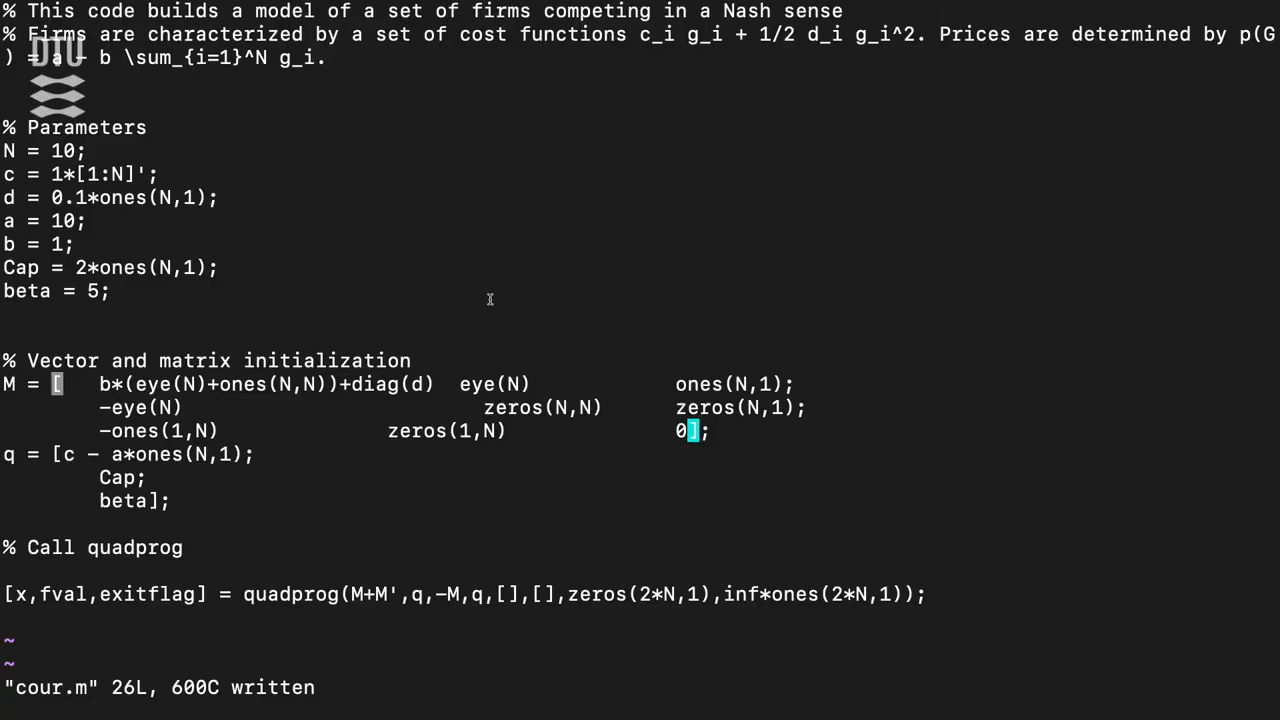 % This code builds a model of a set of firms competing in a Nash sense
% Firms are characterized by a set of cost functions c_i g_i + 1/2 d_i g_i^2. Prices are determined by p(G
) = a - b \sum_{i=1}^N g_i.
DTU
% Parameters
N = 10;
c = 1*[1:N]';
d = 0.1*ones(N,1);
a = 10;
b = 1;
Cap = 2*ones(N,1);
beta = 5;
% Vector and matrix initialization
M = [   b*(eye(N)+ones(N,N))+diag(d)  eye(N)            ones(N,1);
        -eye(N)                         zeros(N,N)      zeros(N,1);
        -ones(1,N)              zeros(1,N)              0];
q = [c - a*ones(N,1);
        Cap;
        beta];
% Call quadprog
[x,fval,exitflag] = quadprog(M+M',q,-M,q,[],[],zeros(2*N,1),inf*ones(2*N,1));
~
~
"cour.m" 26L, 600C written